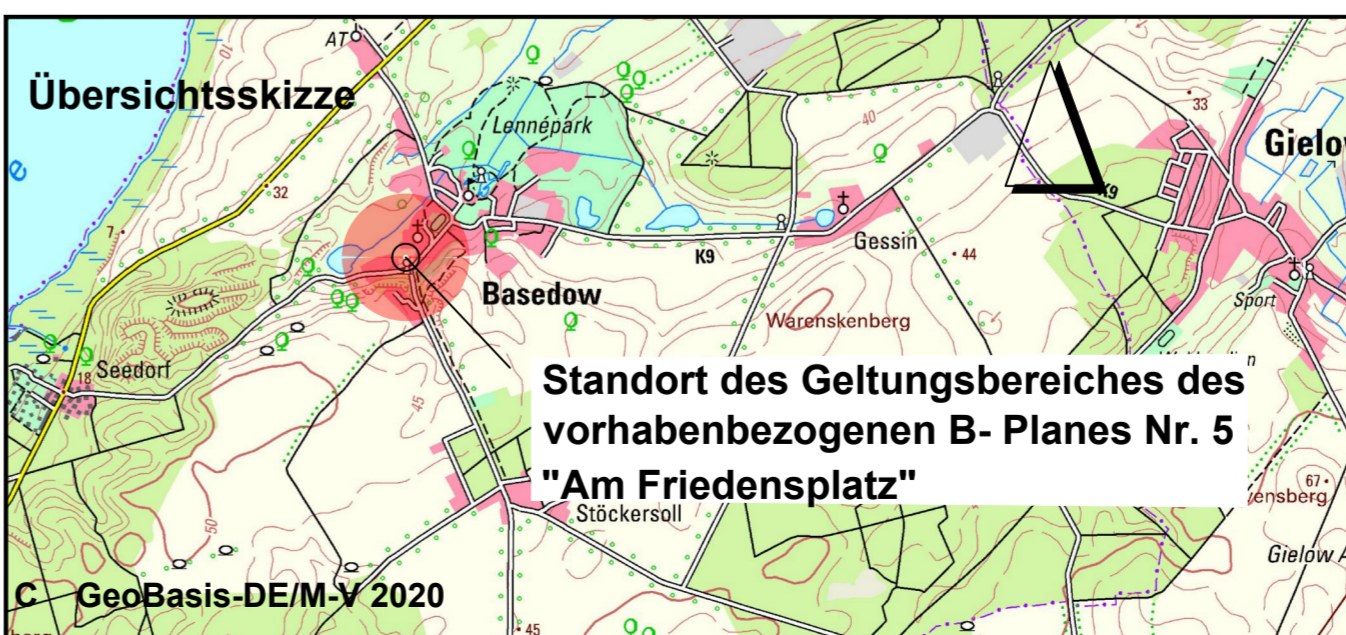 AT
10
Übersichtsskizze
Lennépark
40
33
Gielow
e
32
K9
7
K9
Gessin
44
Basedow
Sport
Warenskenberg
Seedorf
18
45
Standort des Geltungsbereiches des
vorhabenbezogenen B- Planes Nr. 5
"Am Friedensplatz"
67
50
Stöckersoll
Gielow A
C GeoBasis-DE/M-V 2020
45